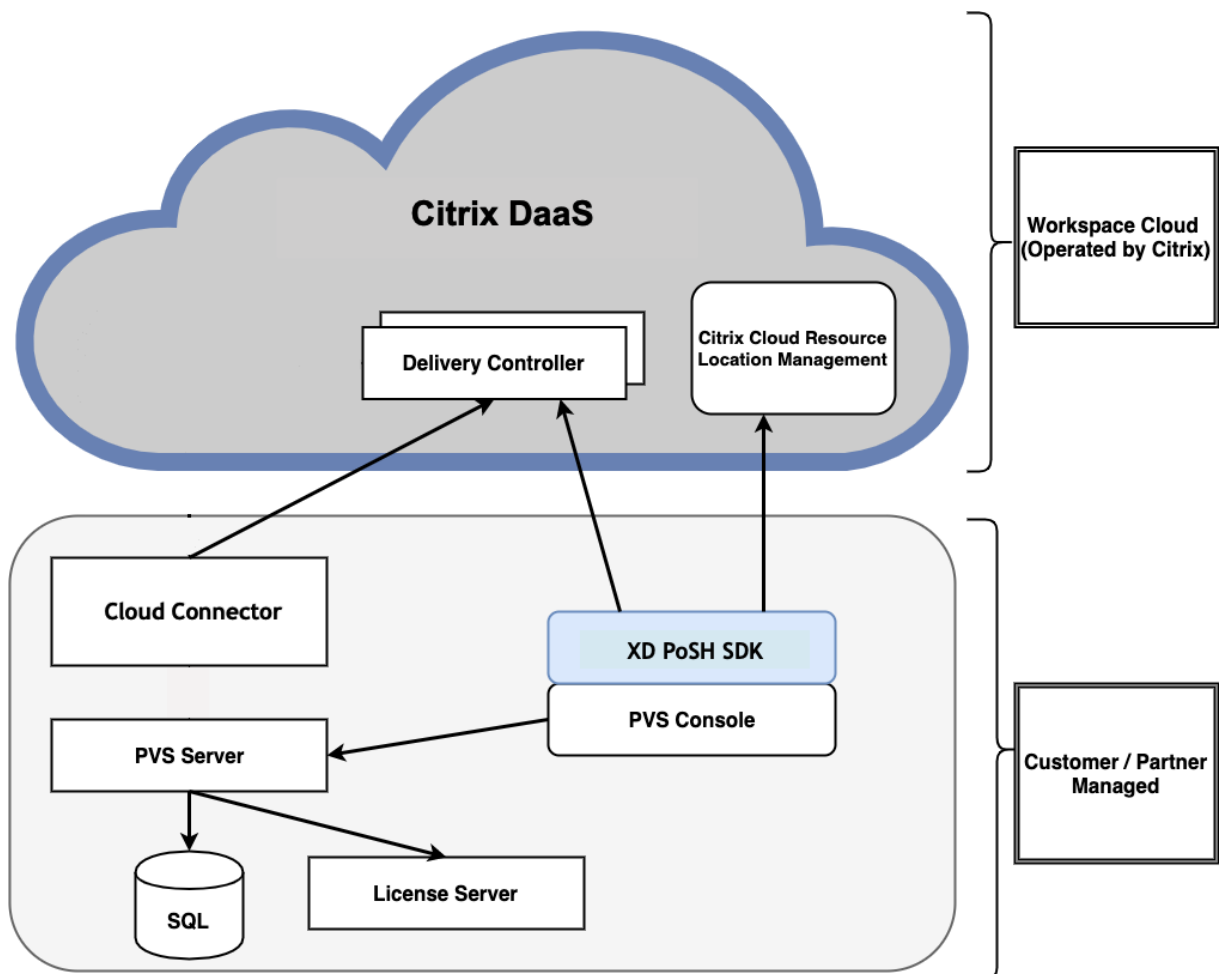 Citrix DaaS
Workspace Cloud
(Operated by Citrix)
Delivery Controller
Citrix Cloud Resource
Location Management
Cloud Connector
XD PoSH SDK
PVS Console
PVS Server
Customer / Partner
Managed
License Server
SQL